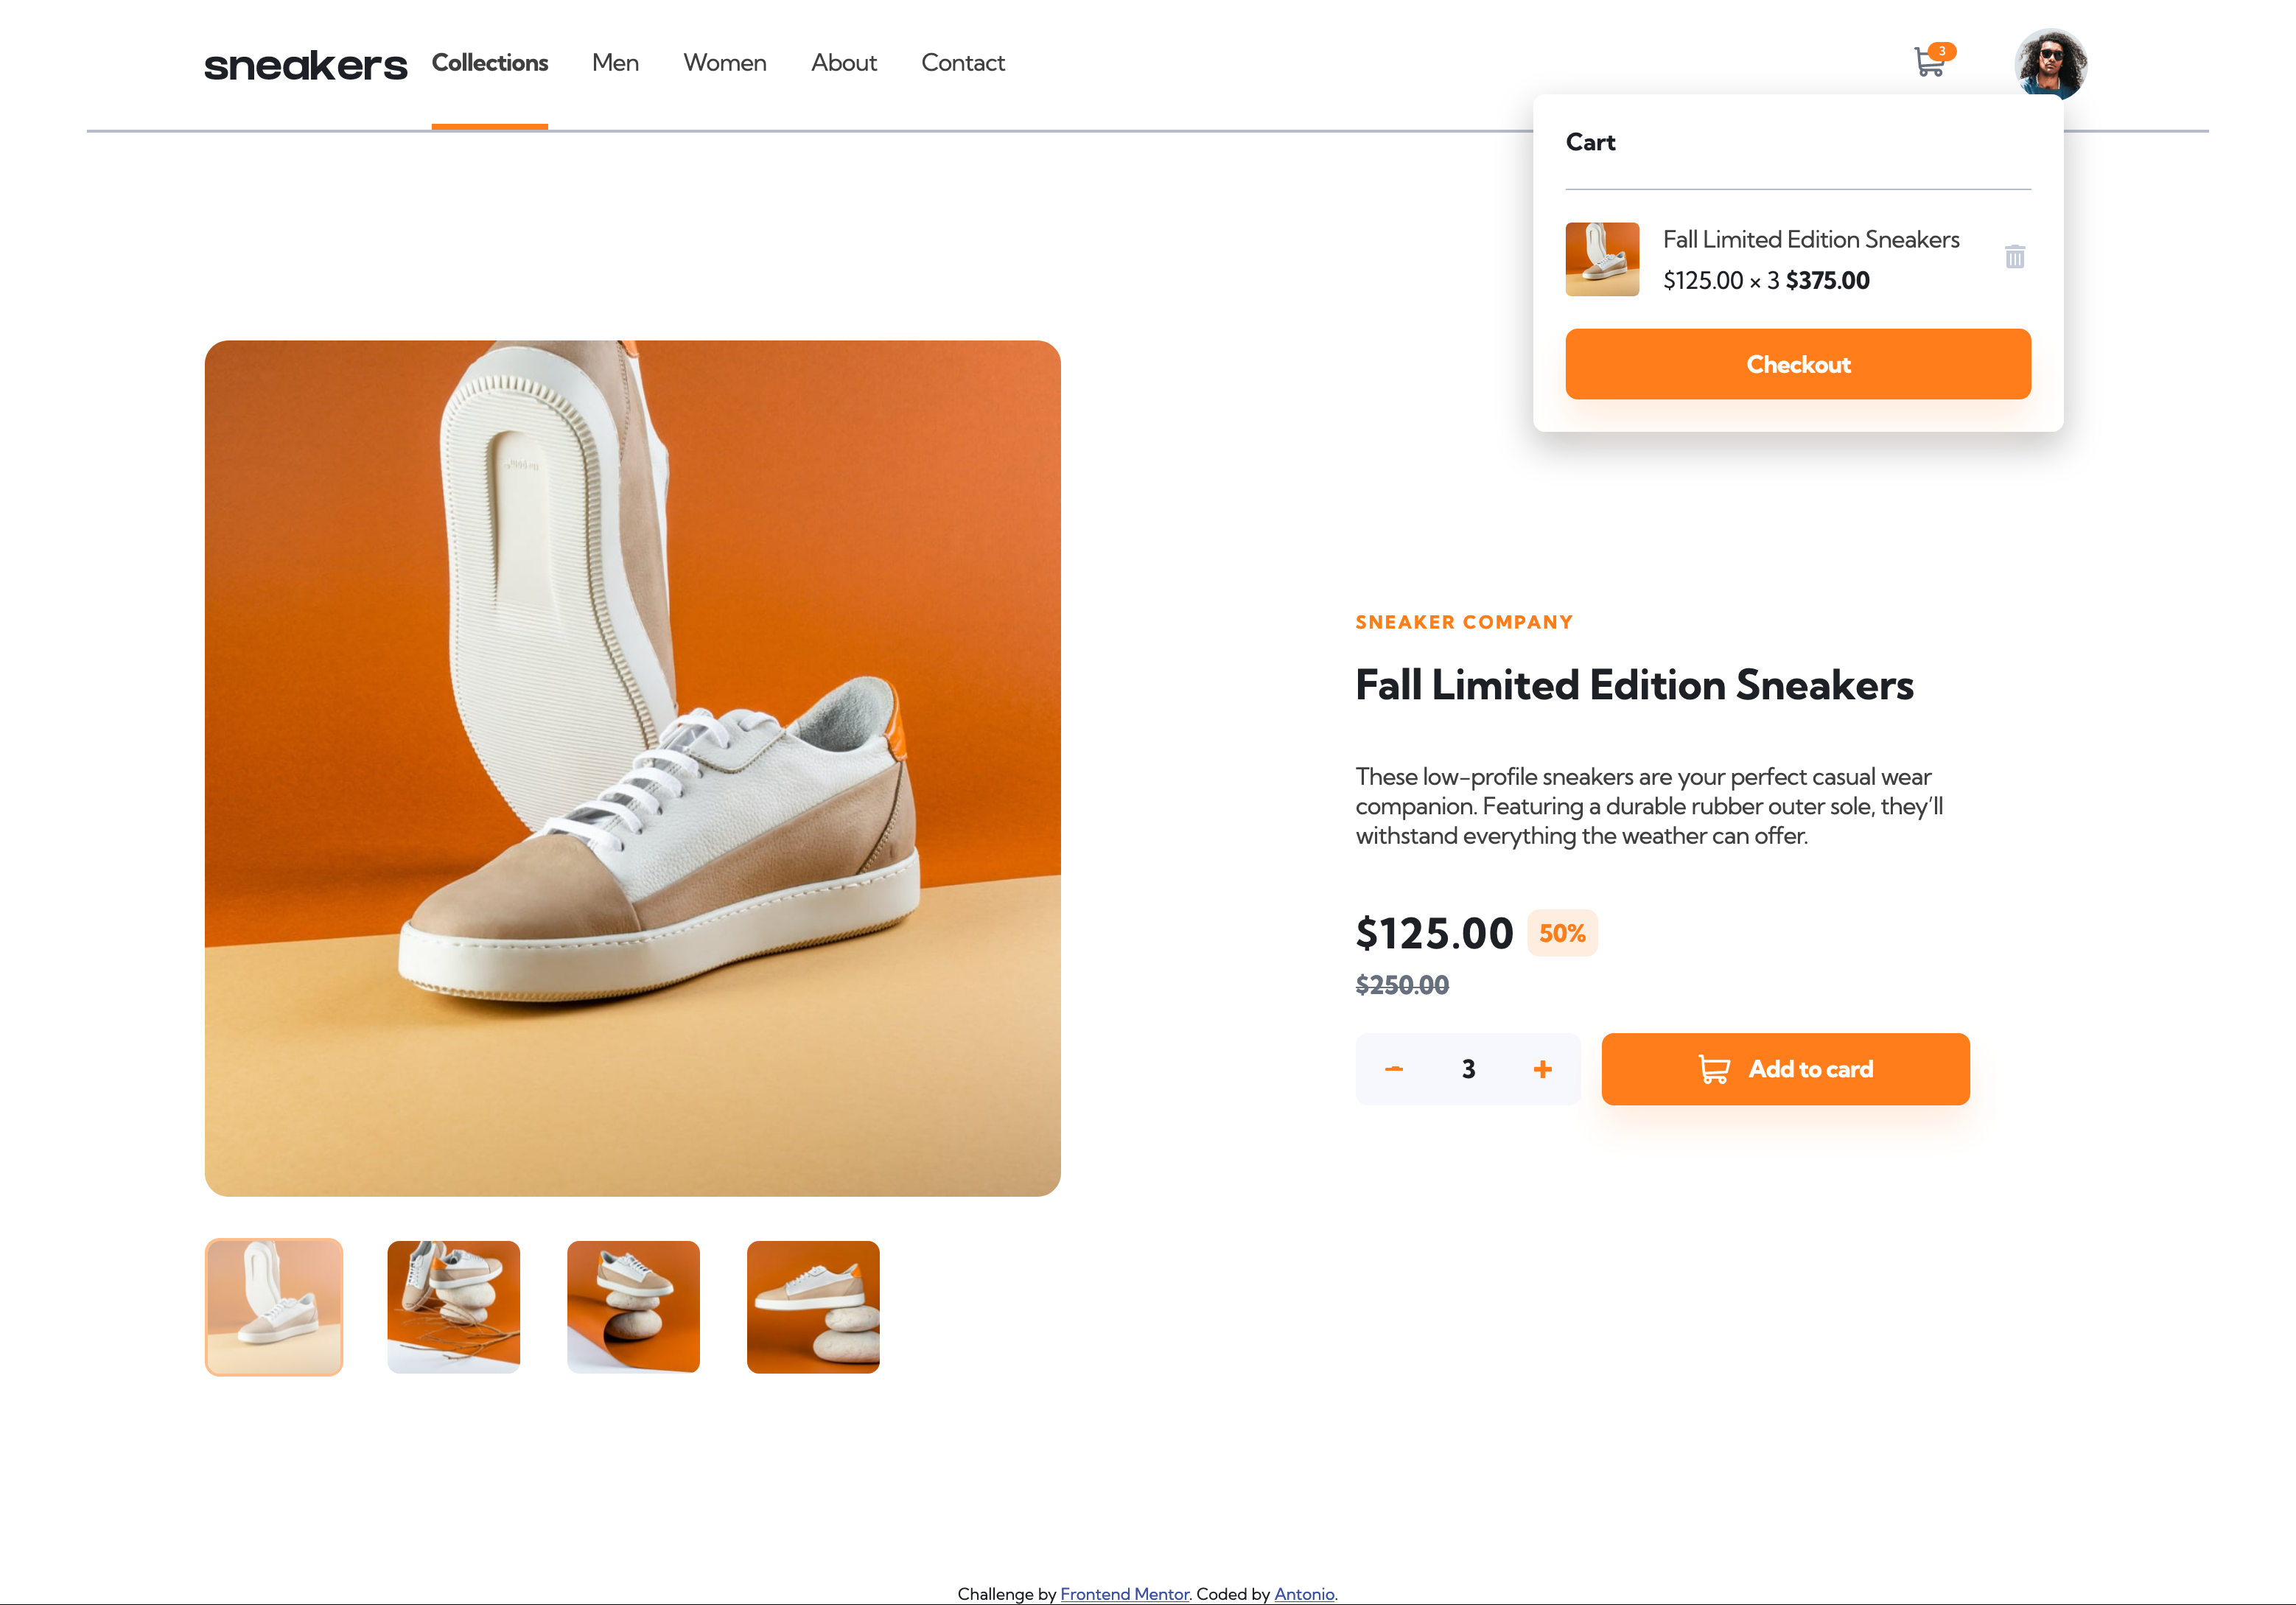 sneakers Collections Men Women About Contact 3
Cart
Fall Limited Edition Sneakers
$125.00 × 3 $375.00
Checkout
SNEAKER COMPANY
Fall Limited Edition Sneakers
These low-profile sneakers are your perfect casual wear
companion. Featuring a durable rubber outer sole, they’ll
withstand everything the weather can offer.
$125.00 50%
$250.00
3 Add to card
Challenge by Frontend Mentor. Coded by Antonio.